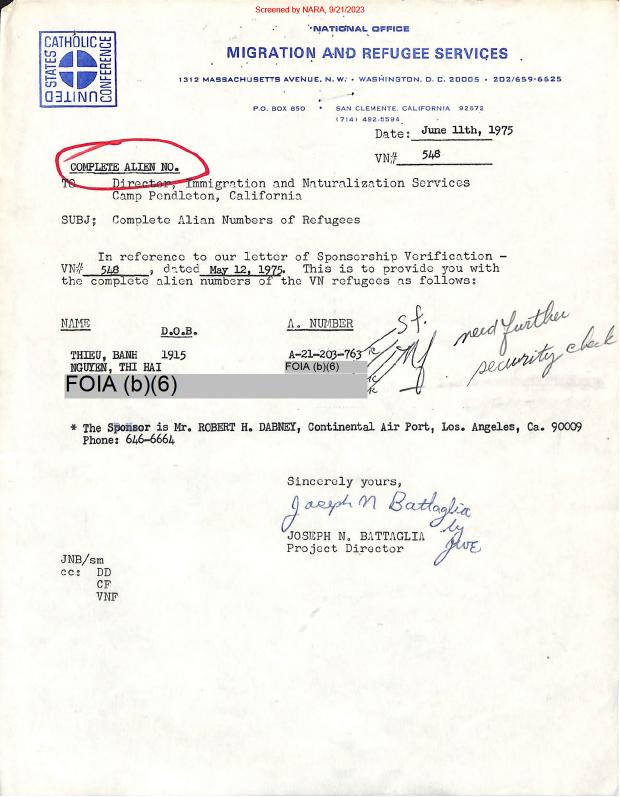 Screened by NARA, 9/21/2023
UNITED STATES CATHOLIC CONFERENCE
NATIONAL OFFICE
MIGRATION AND REFUGEE SERVICES
1312 MASSACHUSETTS AVENUE, N.W. • WASHINGTON, D.C. 20005 • 202/659-6625
P.O. BOX 850 • SAN CLEMENTE, CALIFORNIA 92672
(714) 492-5594
Date: June 11th, 1975
VN# 548
COMPLETE ALIEN NO.
TO Director, Immigration and Naturalization Services
Camp Pendleton, California
SUBJ; Complete Alian Numbers of Refugees
In reference to our letter of Sponsorship Verification -
VN# 548, dated May 12, 1975. This is to provide you with
the complete alien numbers of the VN refugees as follows:
NAME D.O.B. A. NUMBER
Sf.
need further
security check
THIEU, BANH 1915 A-21-203-763
NGUYEN, THI HAI FOIA (b)(6)
FOIA (b)(6)
* The Sponsor is Mr. ROBERT H. DABNEY, Continental Air Port, Los. Angeles, Ca. 90009
Phone: 646-6664
Sincerely yours,
Joseph N Battaglia
by
JOSEPH N. BATTAGLIA
Project Director
JNB/sm
cc: DD
CF
VNF